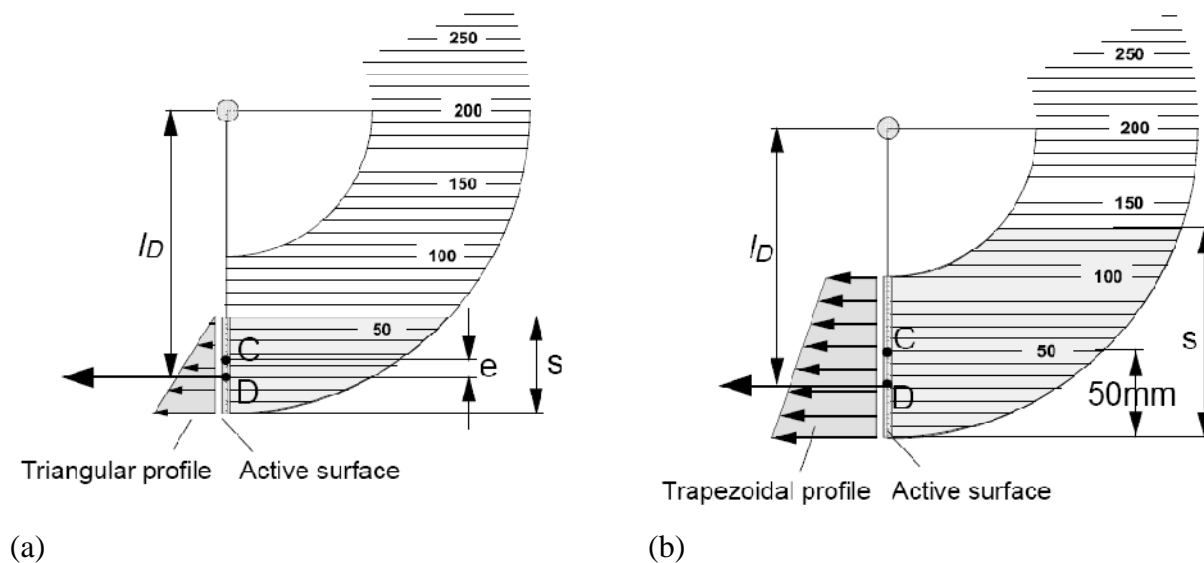 250
200
150
100
50
l_D
C
D
e
s
Triangular profile
Active surface
(a)
250
200
150
100
50
l_D
C
D
50mm
s
Trapezoidal profile
Active surface
(b)